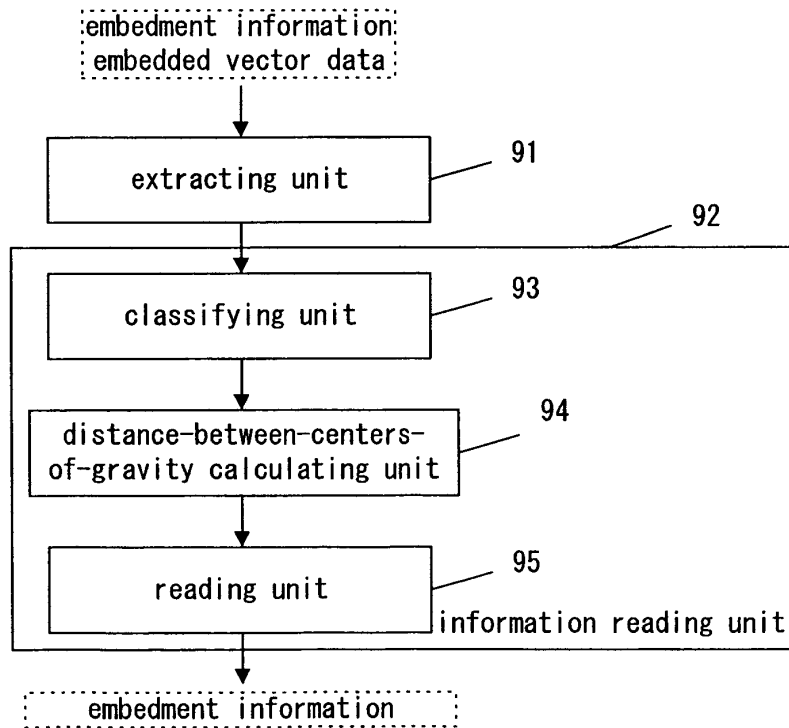 embedment information
embedded vector data
91
extracting unit
92
93
classifying unit
94
distance-between-centers-
of-gravity calculating unit
95
reading unit
information reading unit
embedment information